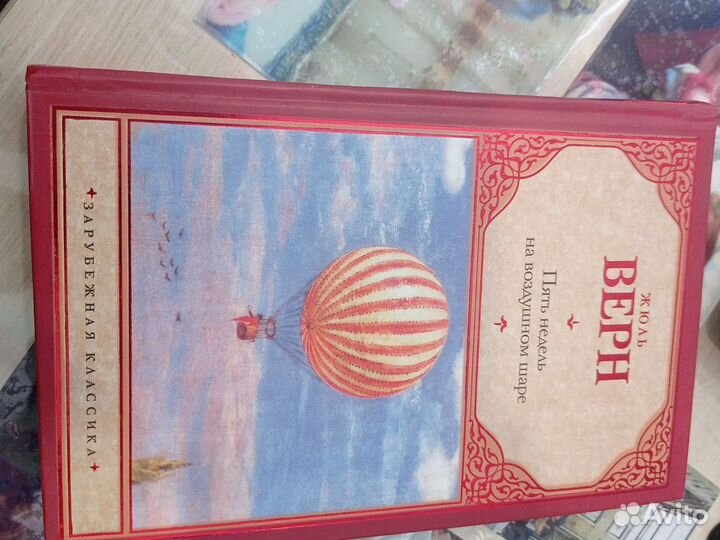 ЖЮЛЬ
ВЕРН
Пять недель
на воздушном шаре
ЗАРУБЕЖНАЯ КЛАССИКА
Avito